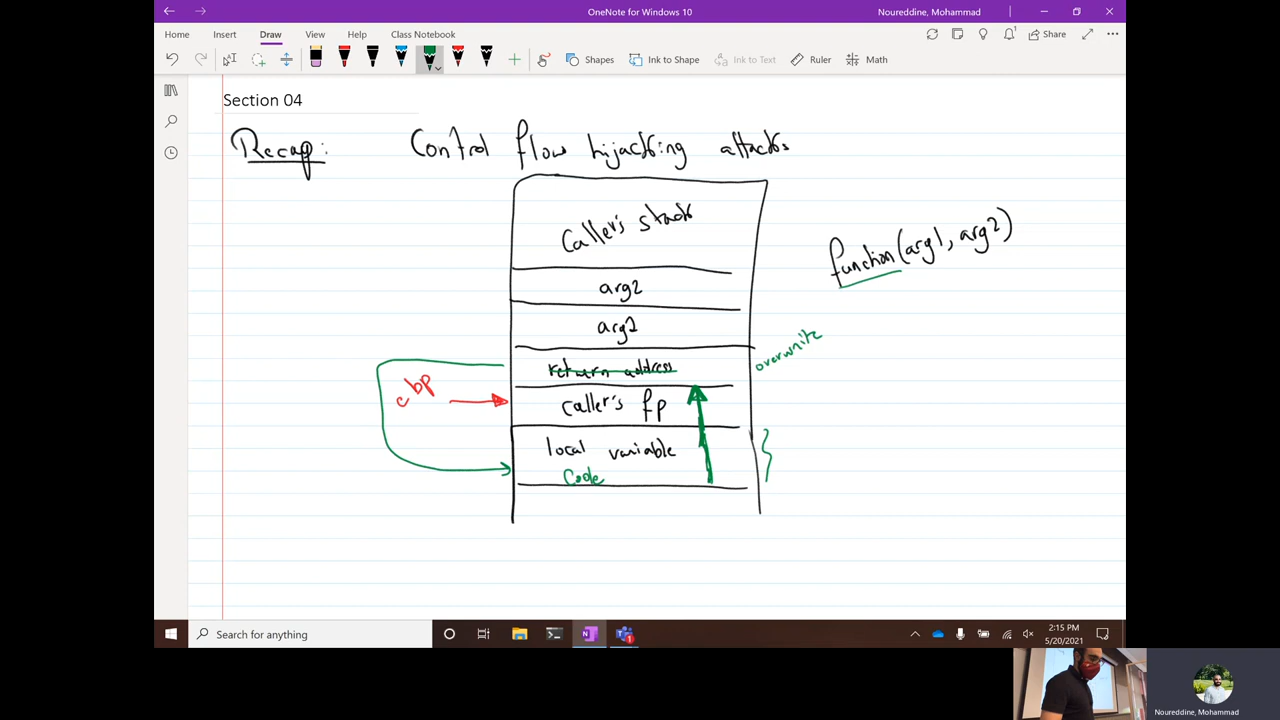 OneNote for Windows 10
Noureddine, Mohammad
Home Insert Draw View Help Class Notebook
Share
Shapes Ink to Shape Ink to Text Ruler Math
Section 04
Recap: Control flow hijacking attacks
Caller's stack
function(arg1, arg2)
arg2
arg2
overwrite
return address
ebp
caller's fp
local variable
Code
Search for anything
2:15 PM
5/20/2021
Noureddine, Mohammad